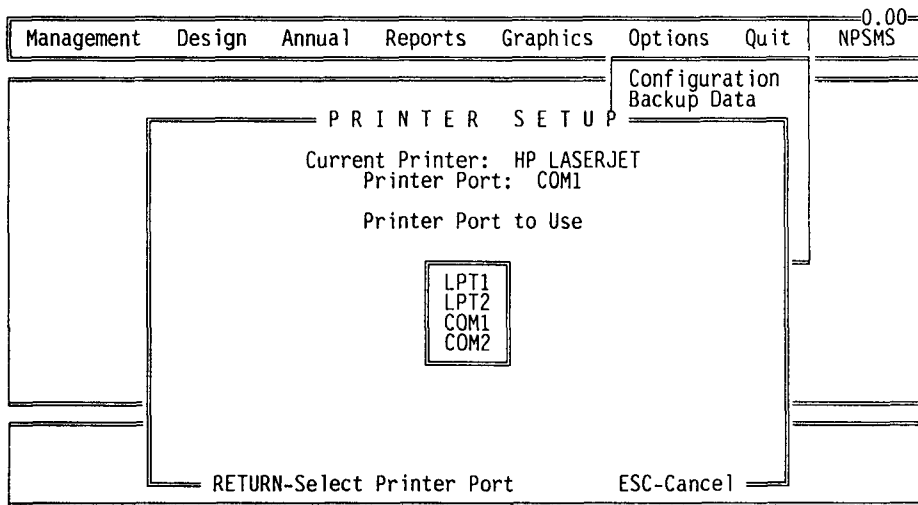 0.00
Management Design Annual Reports Graphics Options Quit NPSMS
Configuration
Backup Data
PRINTER SETUP
Current Printer: HP LASERJET
Printer Port: COM1
Printer Port to Use
LPT1
LPT2
COM1
COM2
RETURN-Select Printer Port ESC-Cancel